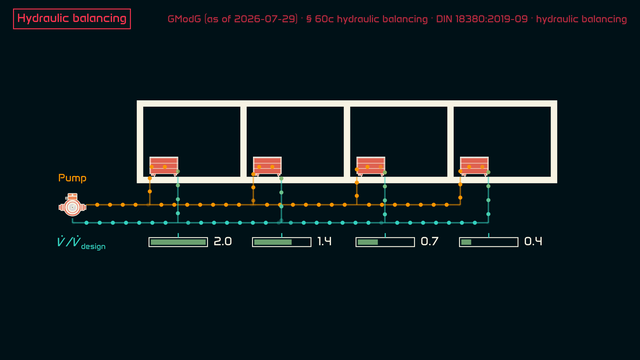 Hydraulic balancing
GModG (as of 2026-07-29) · § 60c hydraulic balancing · DIN 18380:2019-09 · hydraulic balancing
Pump
V̇/V̇design 2.0 1.4 0.7 0.4